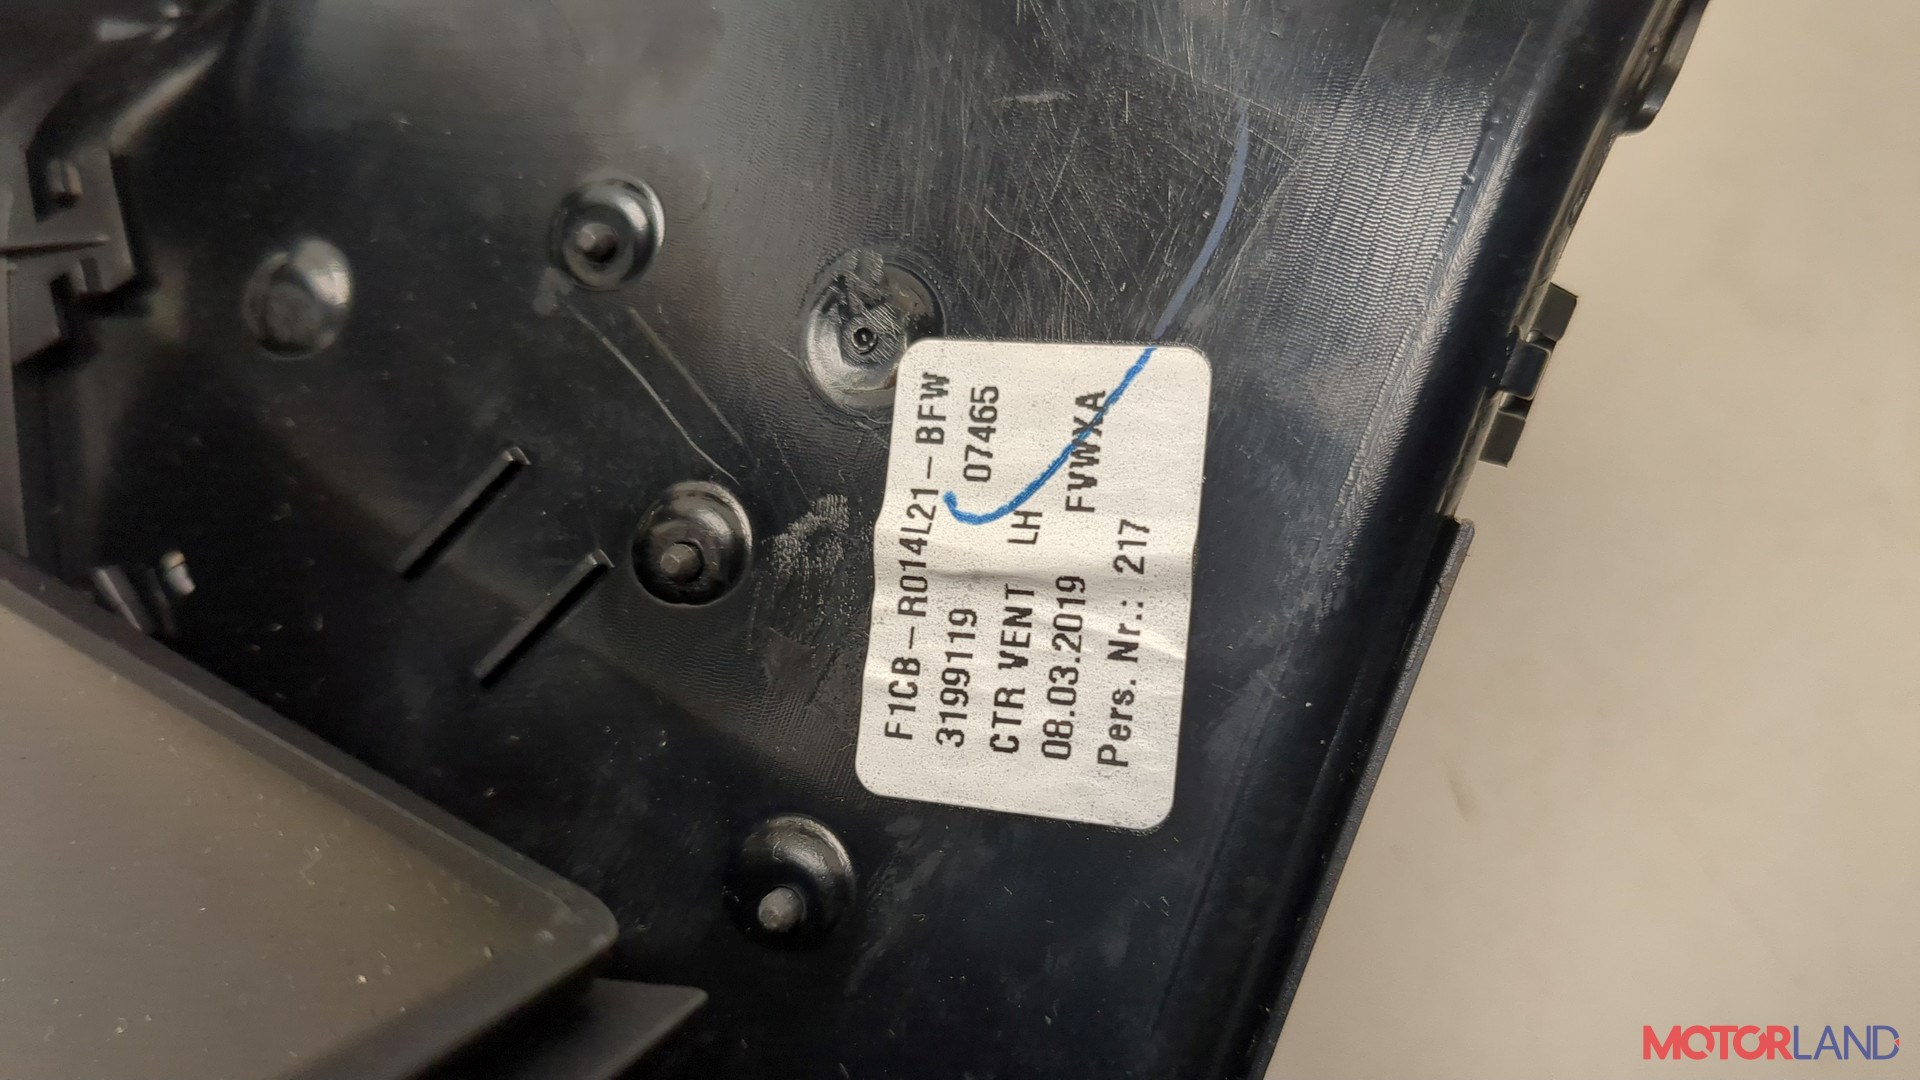 F1CB-R014L21-BFW
3199119 07465
CTR VENT LH
08.03.2019 FVWXA
Pers. Nr.: 217
MOTORLAND